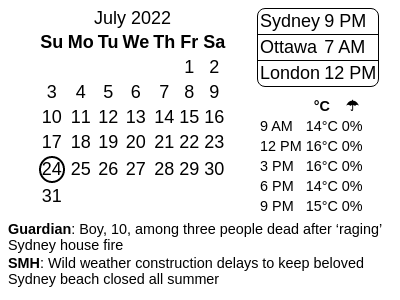 July 2022
Su Mo Tu We Th Fr Sa
1 2
3 4 5 6 7 8 9
10 11 12 13 14 15 16
17 18 19 20 21 22 23
24 25 26 27 28 29 30
31
Sydney 9 PM
Ottawa 7 AM
London 12 PM
°C ☂
9 AM 14°C 0%
12 PM 16°C 0%
3 PM 16°C 0%
6 PM 14°C 0%
9 PM 15°C 0%
Guardian: Boy, 10, among three people dead after ‘raging’
Sydney house fire
SMH: Wild weather construction delays to keep beloved
Sydney beach closed all summer